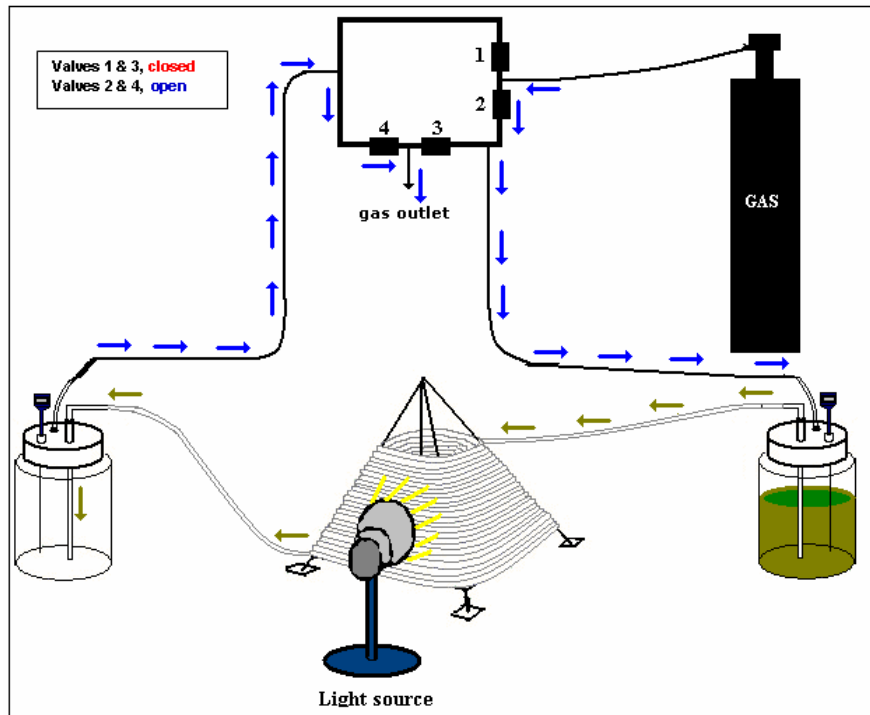 Valves 1 & 3, closed
Valves 2 & 4, open
1
2
4 3
gas outlet
GAS
Light source